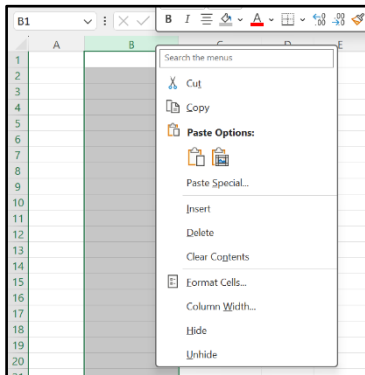 B1
B I A
A B C D E
Search the menus
1
2
Cut
3
4
Copy
5
6
Paste Options:
7
8
9
Paste Special...
10
Insert
11
12
Delete
13
Clear Contents
14
15
Format Cells...
16
Column Width...
17
18
Hide
19
20
Unhide